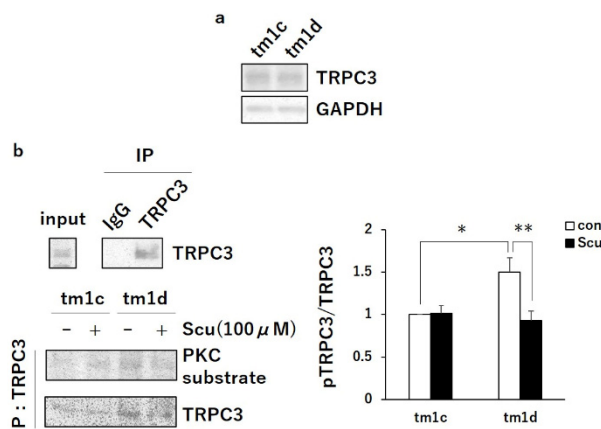 a
tm1c tm1d
TRPC3
GAPDH
b
IP
input IgG TRPC3
TRPC3
tm1c tm1d
- + - + Scu(100μM)
PKC
substrate
TRPC3
P : TRPC3
con
Scu
* **
2
1.5
1
0.5
0
pTRPC3/TRPC3
tm1c tm1d